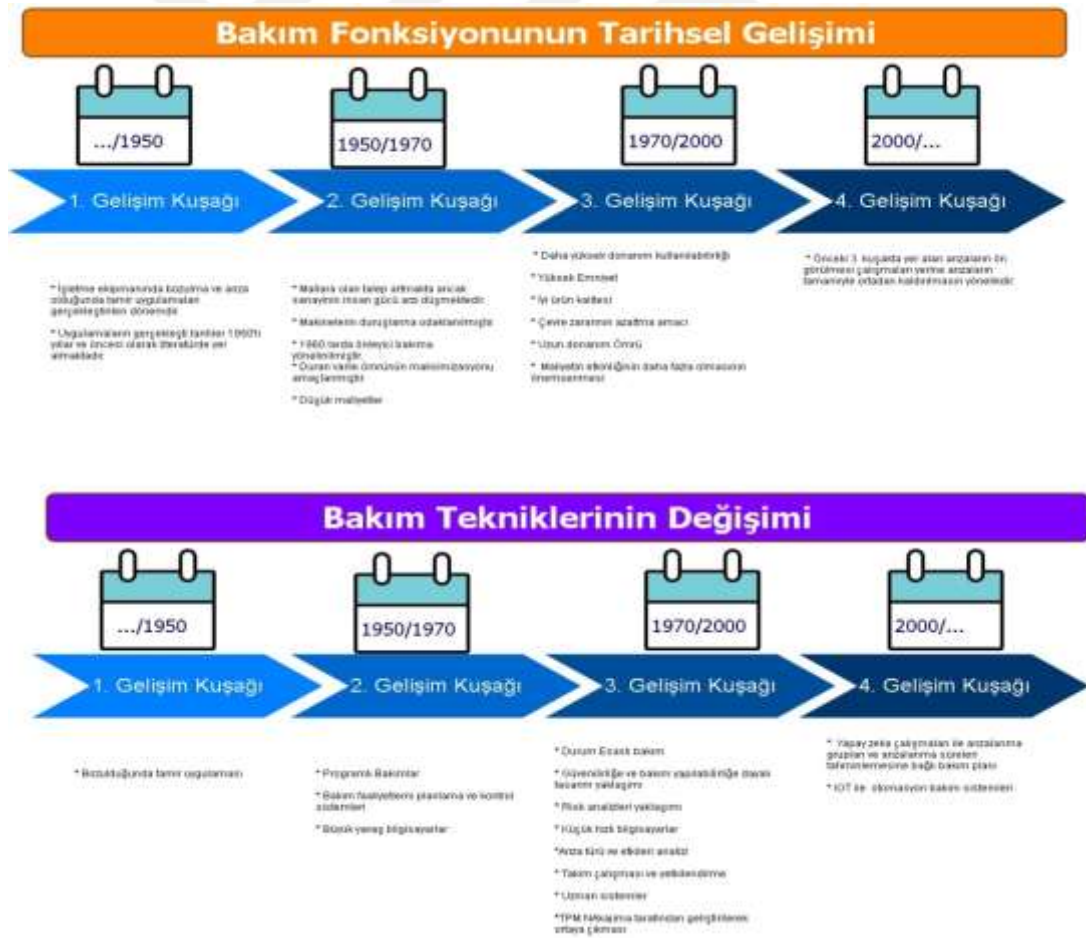 Bakım Fonksiyonunun Tarihsel Gelişimi
.../1950
1950/1970
1970/2000
2000/...
1. Gelişim Kuşağı
2. Gelişim Kuşağı
3. Gelişim Kuşağı
4. Gelişim Kuşağı
* İşletme ekipmanında bozulma ve arıza
olduğunda tamir uygulamaları
gerçekleştirilen dönemdir
* Uygulamaların gerçekleşti tarihler 1950'li
yıllar ve öncesi olarak literatürde yer
almaktadır.
* Mallara olan talep artmakta ancak
sanayinin insan gücü arzı düşmektedir.
* Makinelerin duruşlarına odaklanılmıştır
* 1960 larda önleyici bakıma
yönelinilmiştir.
* Duran varlık ömrünün maksimizasyonu
amaçlanmıştır
* Düşük maliyetler
* Daha yüksek donanım kullanılabilirliği
* Yüksek Emniyet
* İyi ürün kalitesi
* Çevre zararının azaltma amacı
* Uzun donanım Ömrü
* Maliyetin etkinliğinin daha fazla olmasının
önemsenmesi
* Önceki 3. kuşakta yer alan arızaların ön
görülmesi çalışmaları yerine arızaların
tamamıyle ortadan kaldırılmasını yöneliktir.
Bakım Tekniklerinin Değişimi
.../1950
1950/1970
1970/2000
2000/...
1. Gelişim Kuşağı
2. Gelişim Kuşağı
3. Gelişim Kuşağı
4. Gelişim Kuşağı
* Bozulduğunda tamir uygulaması
* Programlı Bakımlar
* Bakım faaliyetlerini planlama ve kontrol
sistemleri
* Büyük yavaş bilgisayarlar
* Durum Esaslı bakım
* Güvenilirliğe ve bakım yapılabilirliğe dayalı
tasarım yaklaşımı
* Risk analizleri yaklaşımı
* Küçük hızlı bilgisayarlar
*Arıza türü ve etkileri analizi
* Takım çalışması ve yetkilendirme
* Uzman sistemler
*TPM NAkajima tarafından geliştirilerek
ortaya çıkması
* Yapay zeka çalışmaları ile arızalanma
grupları ve arızalanma süreleri
tahminlemesine bağlı bakım planı
* IOT ile otomasyon bakım sistemleri